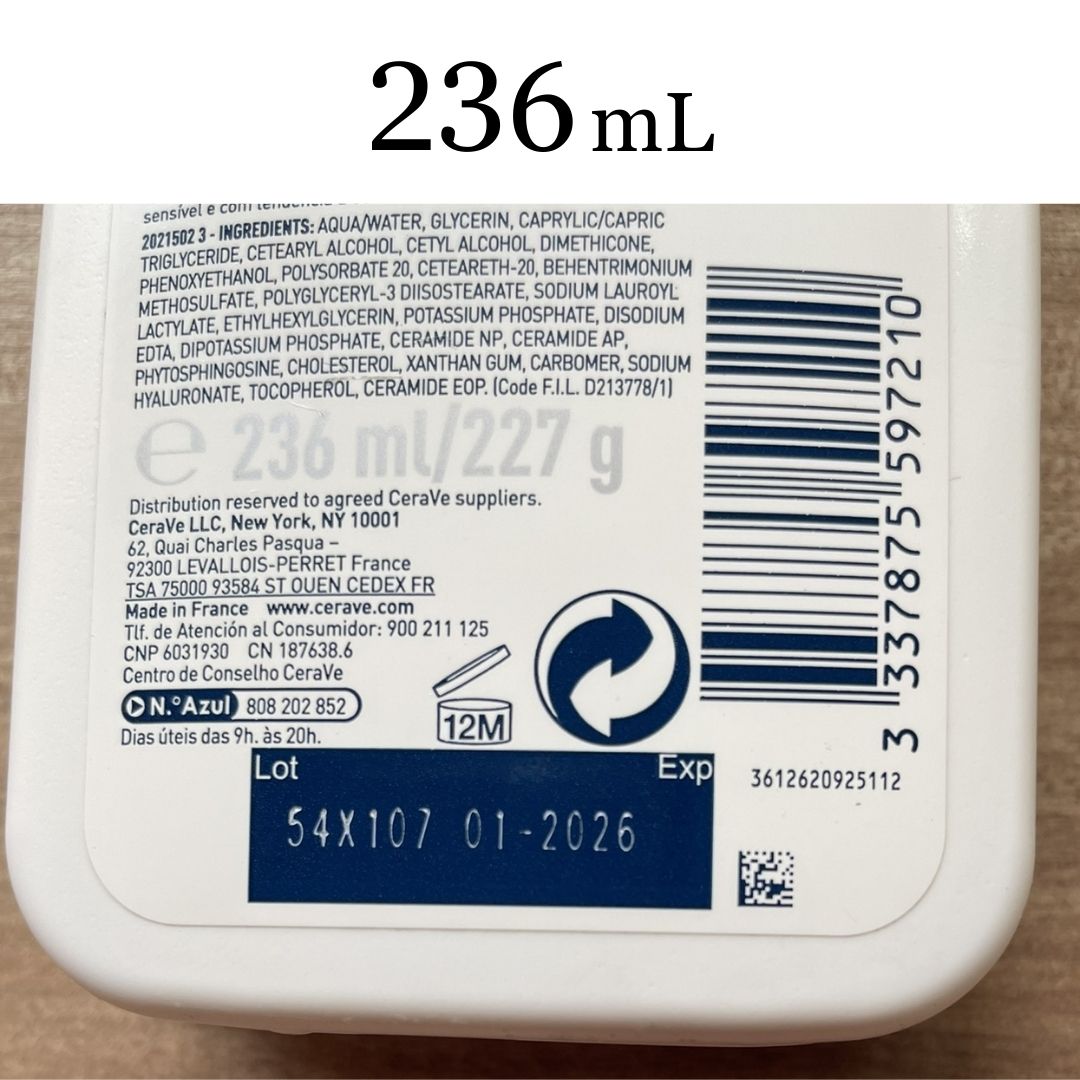 236 mL
sensível e com
2021502 3 - INGREDIENTS: AQUA/WATER, GLYCERIN, CAPRYLIC/CAPRIC
TRIGLYCERIDE, CETEARYL ALCOHOL, CETYL ALCOHOL, DIMETHICONE,
PHENOXYETHANOL, POLYSORBATE 20, CETEARETH-20, BEHENTRIMONIUM
METHOSULFATE, POLYGLYCERYL-3 DIISOSTEARATE, SODIUM LAUROYL
LACTYLATE, ETHYLHEXYLGLYCERIN, POTASSIUM PHOSPHATE, DISODIUM
EDTA, DIPOTASSIUM PHOSPHATE, CERAMIDE NP, CERAMIDE AP,
PHYTOSPHINGOSINE, CHOLESTEROL, XANTHAN GUM, CARBOMER, SODIUM
HYALURONATE, TOCOPHEROL, CERAMIDE EOP. (Code F.I.L. D213778/1)
℮ 236 ml/227 g
Distribution reserved to agreed CeraVe suppliers.
CeraVe LLC, New York, NY 10001
62, Quai Charles Pasqua –
92300 LEVALLOIS-PERRET France
TSA 75000 93584 ST OUEN CEDEX FR
Made in France www.cerave.com
Tlf. de Atención al Consumidor: 900 211 125
CNP 6031930 CN 187638.6
Centro de Conselho CeraVe
N.°Azul 808 202 852
Dias úteis das 9h. às 20h.
12M
3 337875 597210
3612620925112
Lot Exp
54X107 01-2026